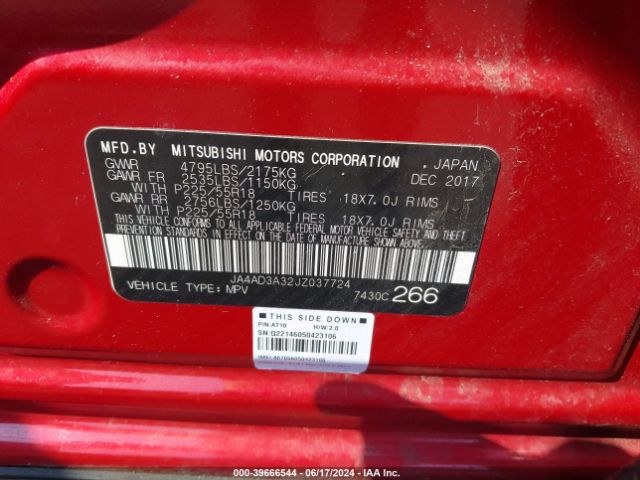 MFD.BY MITSUBISHI MOTORS CORPORATION . JAPAN
GVWR 4795LBS/2175KG DEC 2017
GAWR FR 2535LBS/1150KG
WITH P225/55R18 TIRES 18X7.0J RIMS
GAWR RR 2756LBS/1250KG
WITH P225/55R18 TIRES 18X7.0J RIMS
THIS VEHICLE CONFORMS TO ALL APPLICABLE FEDERAL MOTOR VEHICLE SAFETY AND THEFT
PREVENTION STANDARDS IN EFFECT ON THE DATE OF MANUFACTURE SHOWN ABOVE.
JA4AD3A32JZ037724
VEHICLE TYPE: MPV 7430C 266
THIS SIDE DOWN
P/N:A710 H/W:2.0
SN:Q22146050423106
000-39666544 - 06/17/2024 - IAA Inc.